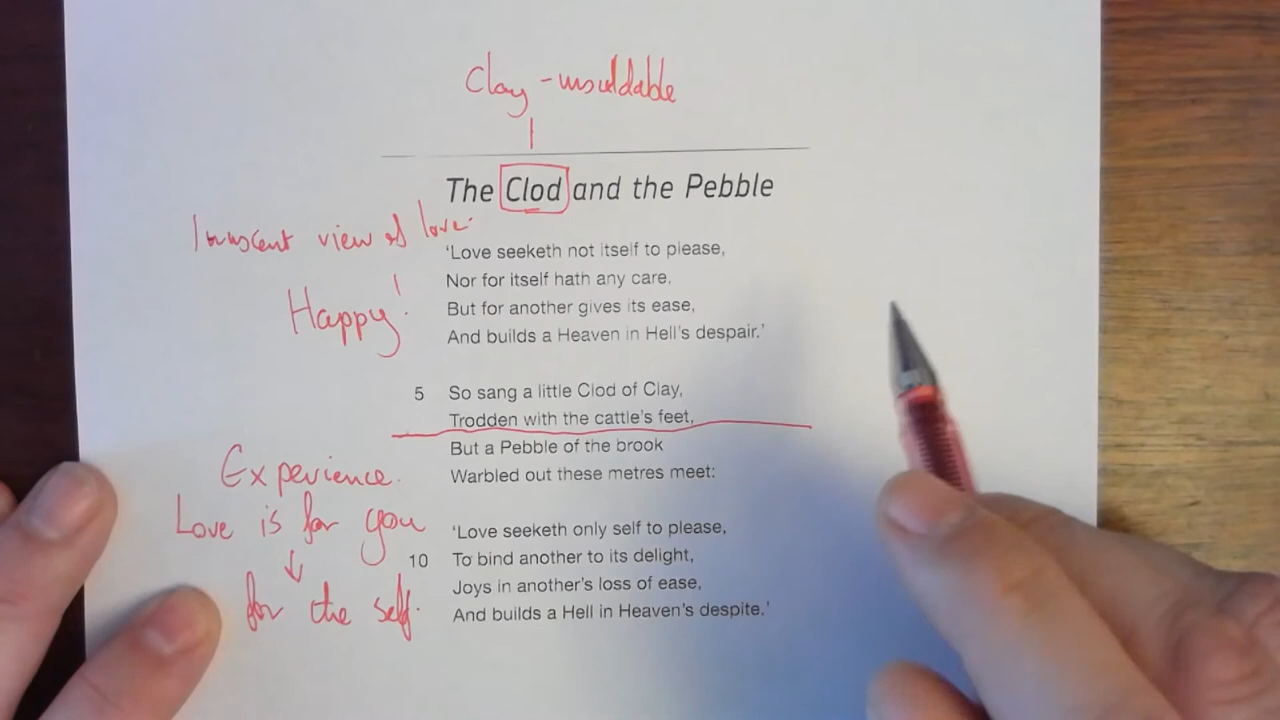 Clay - mouldable
The Clod and the Pebble
Innocent view of love.
'Love seeketh not itself to please,
Nor for itself hath any care,
Happy!
But for another gives its ease,
And builds a Heaven in Hell's despair.'
5 So sang a little Clod of Clay,
Trodden with the cattle's feet,
But a Pebble of the brook
Experience.
Warbled out these metres meet:
Love is for you
'Love seeketh only self to please,
10 To bind another to its delight,
Joys in another's loss of ease,
for the self.
And builds a Hell in Heaven's despite.'